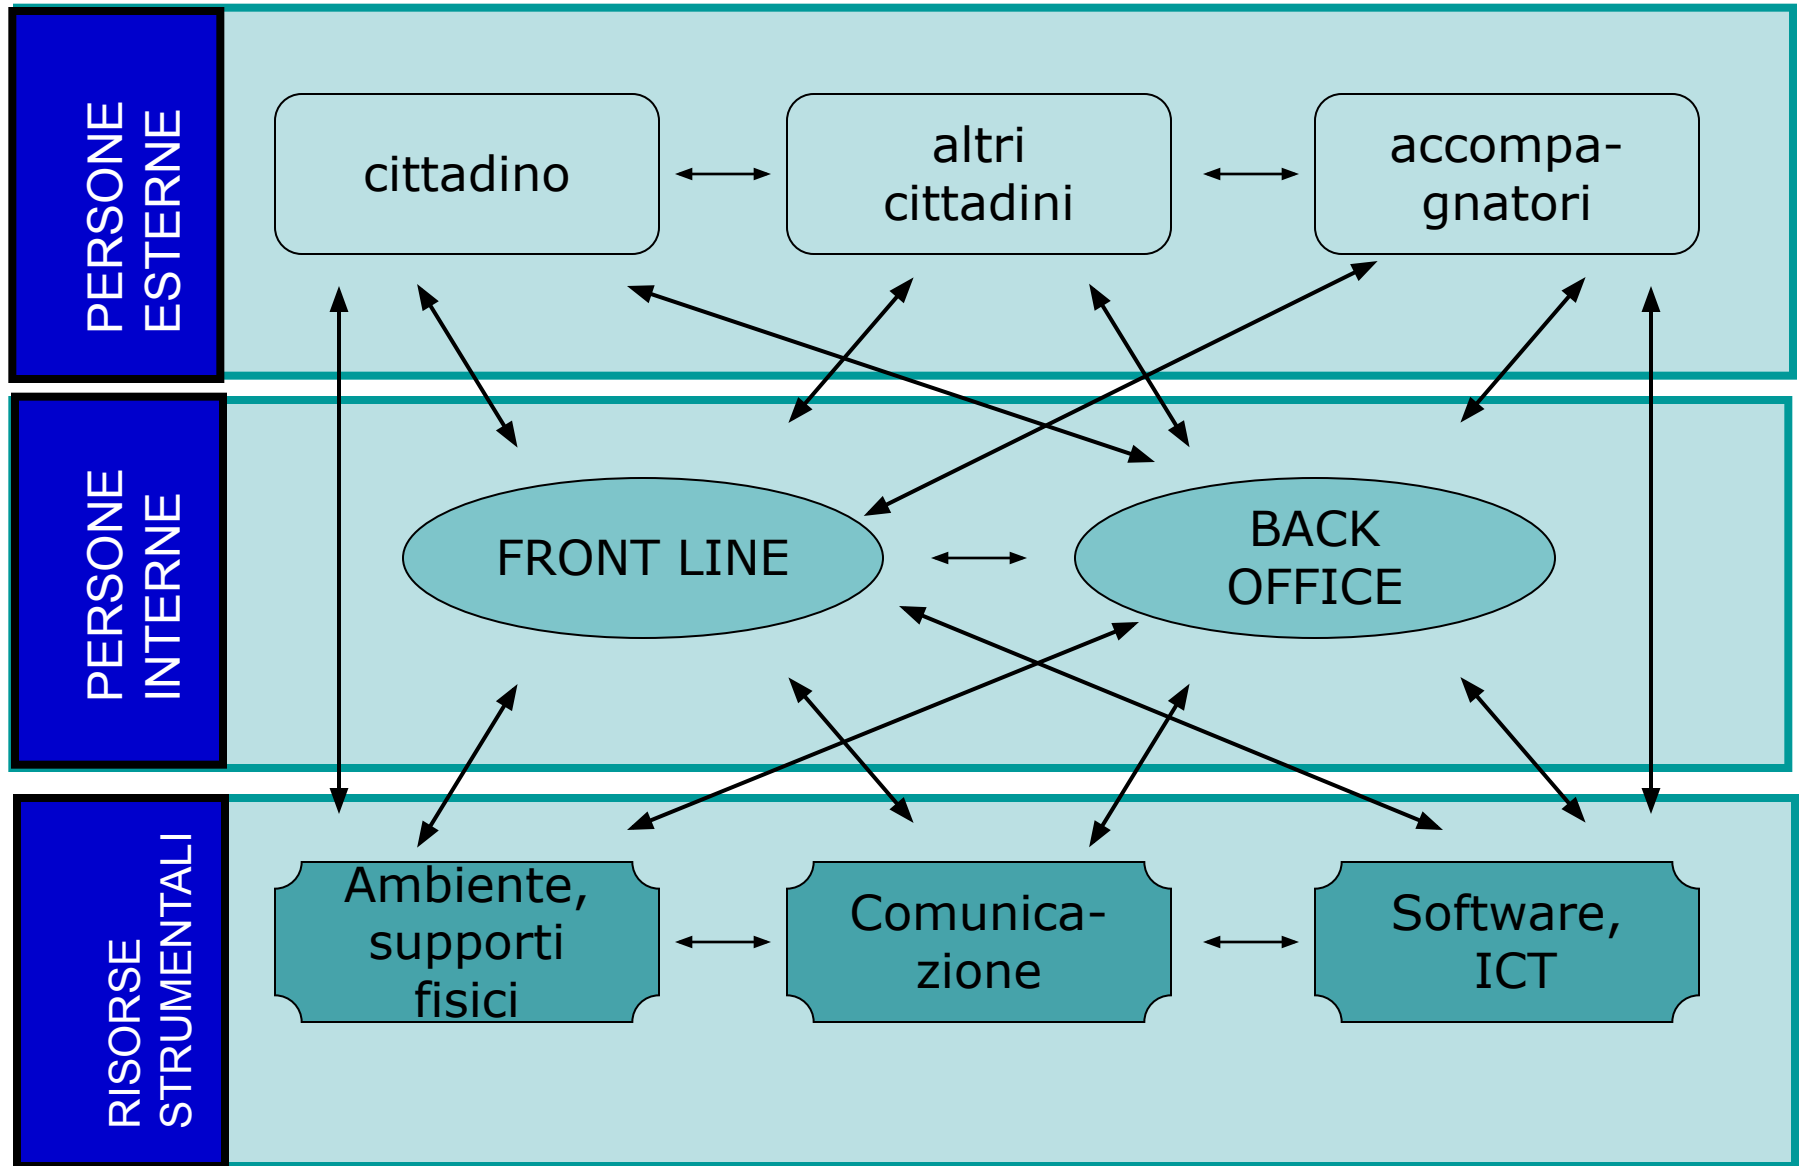 PERSONE
ESTERNE
cittadino
altri
cittadini
accompa-
gnatori
PERSONE
INTERNE
FRONT LINE
BACK
OFFICE
RISORSE
STRUMENTALI
Ambiente,
supporti
fisici
Comunica-
zione
Software,
ICT